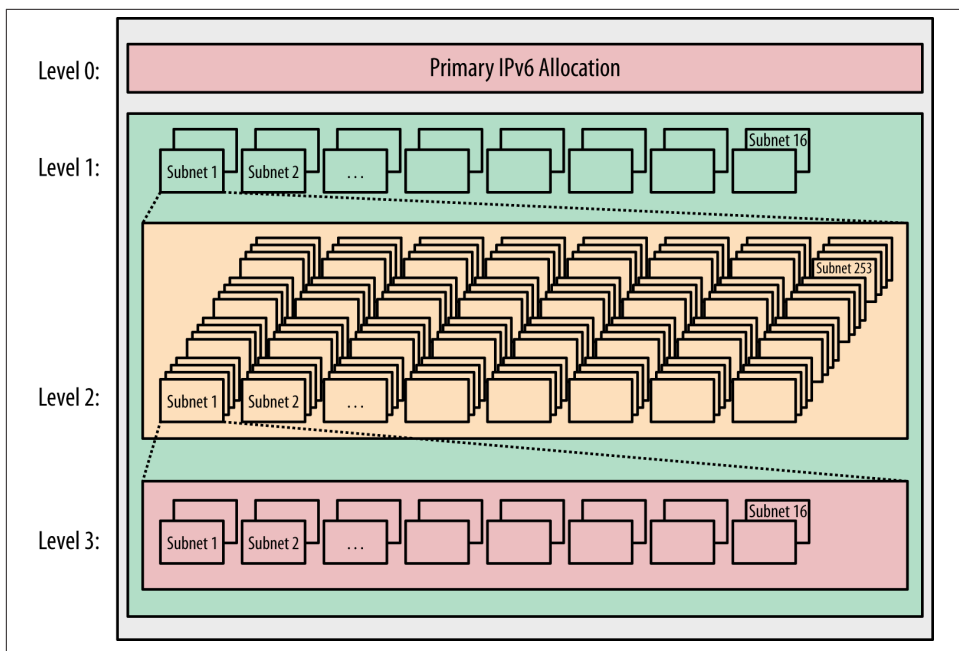 Level 0:
Primary IPv6 Allocation
Level 1:
Subnet 16
Subnet 1
Subnet 2
. . .
Subnet 253
Level 2:
Subnet 1
Subnet 2
. . .
Level 3:
Subnet 16
Subnet 1
Subnet 2
. . .